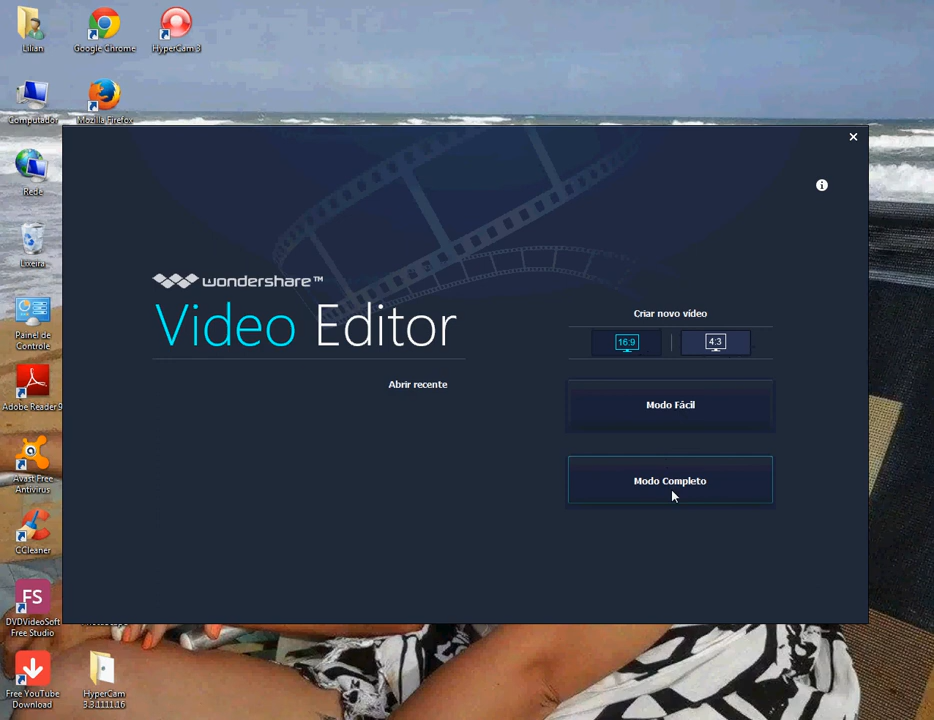 Lilian
Google Chrome
HyperCam 3
Computador
Mozilla Firefox
Rede
Lixeira
Painel de
Controle
Adobe Reader 9
Avast Free
Antivirus
CCleaner
FS
DVDVideoSoft
Free Studio
Free YouTube
Download
HyperCam
3.3.1111.16
wondershare™
Video Editor
Abrir recente
Criar novo vídeo
16:9
4:3
Modo Fácil
Modo Completo